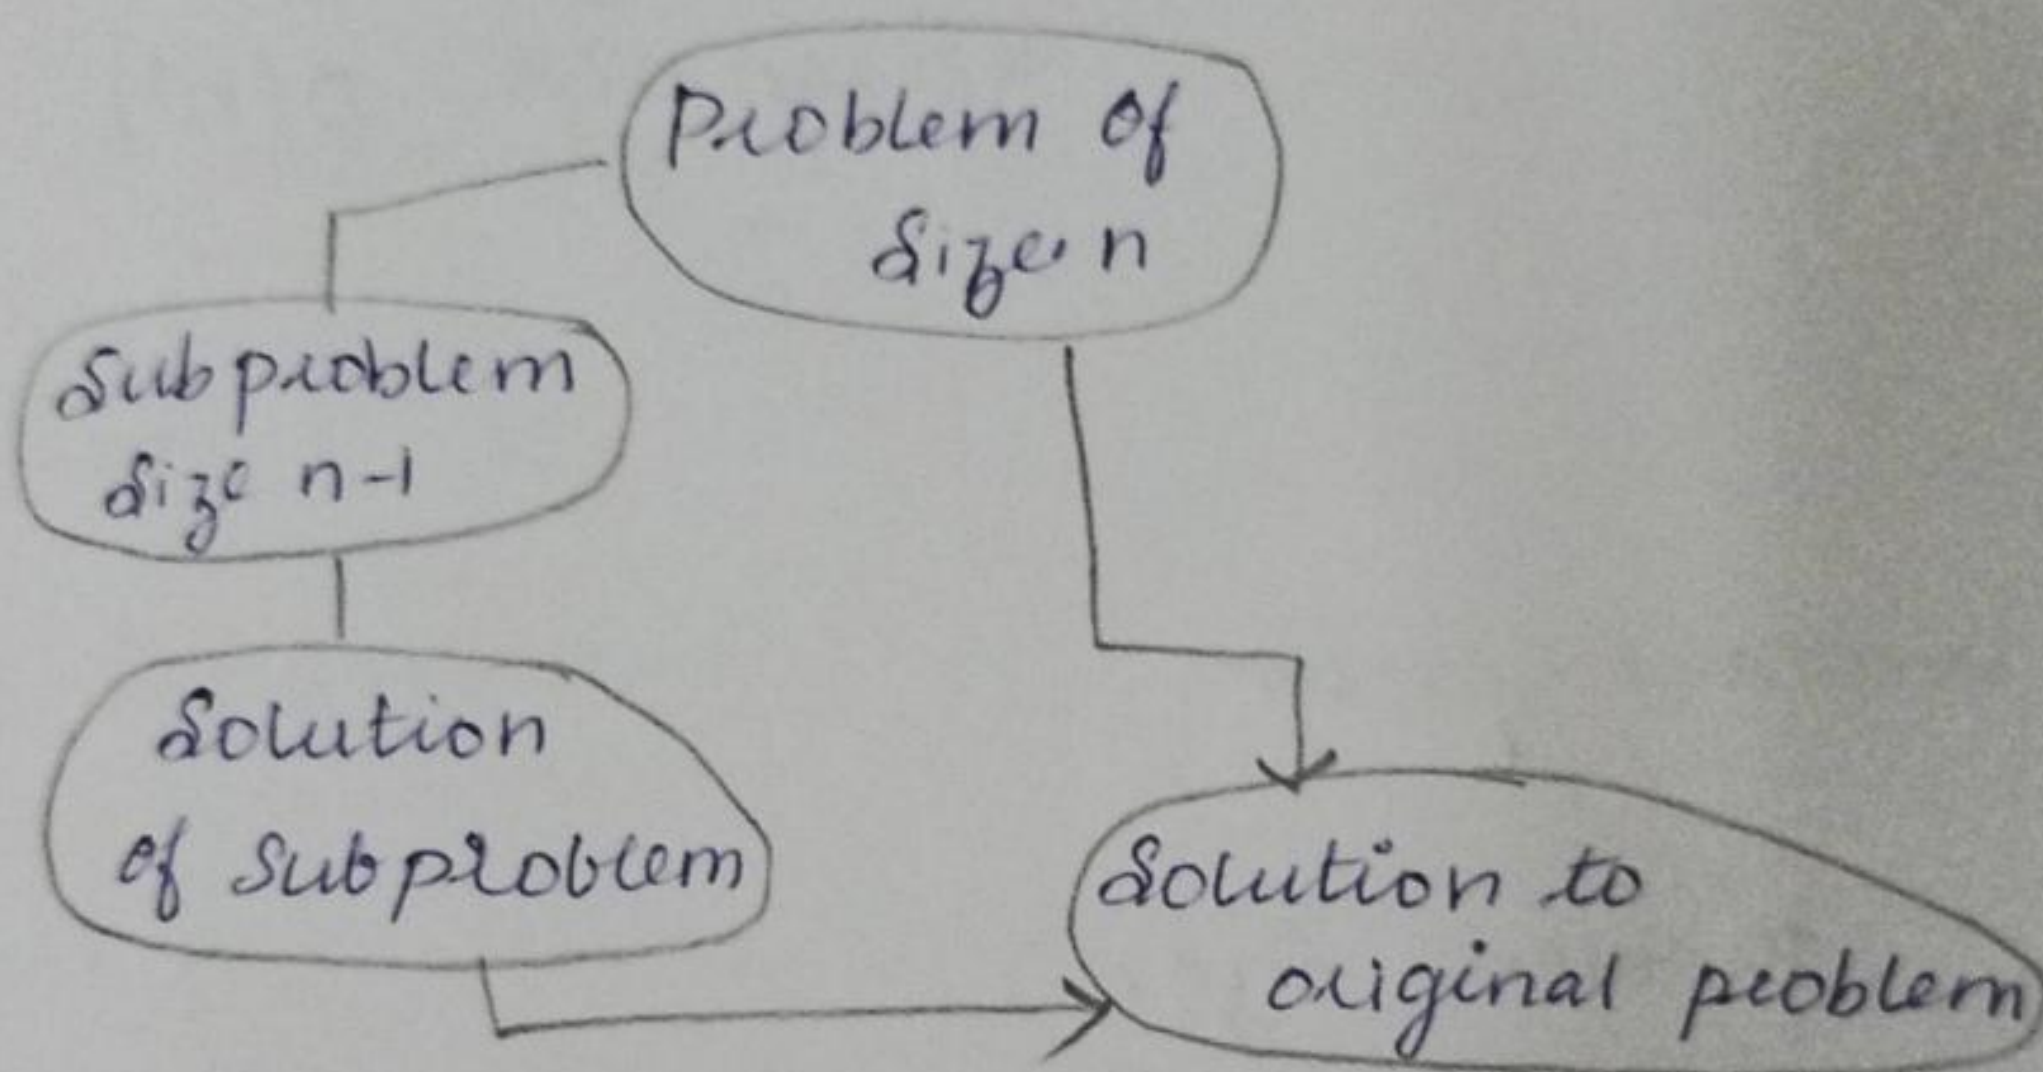 Problem of
Size n
Subproblem
Size n-1
Solution
of Subproblem
Solution to
original problem